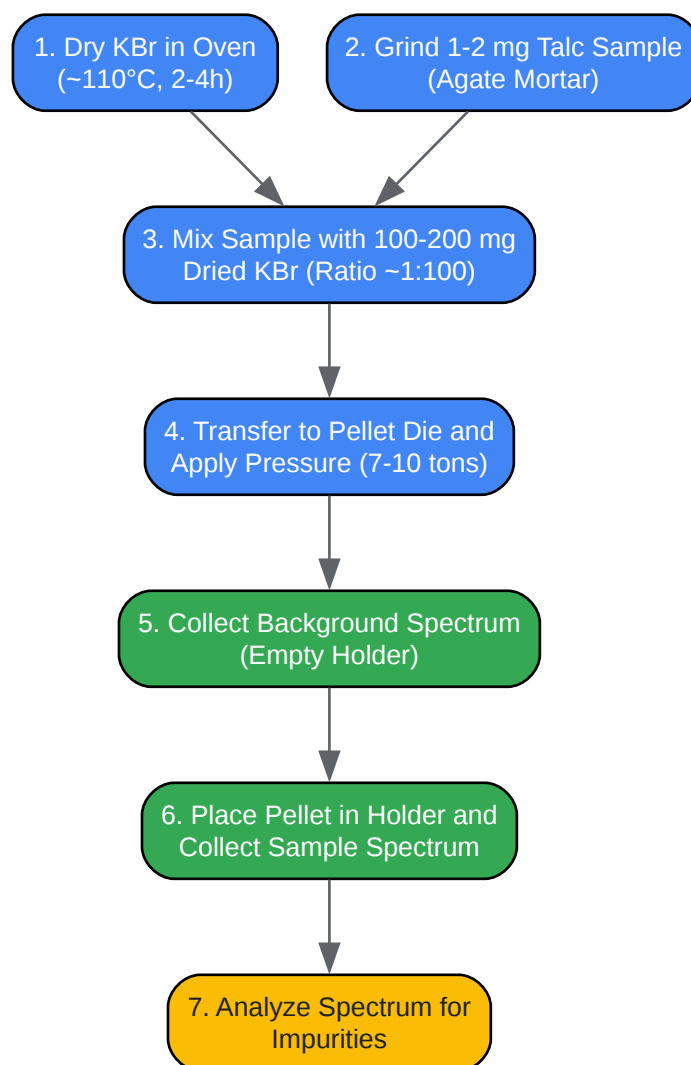 1. Dry KBr in Oven
(~110°C, 2-4h)
2. Grind 1-2 mg Talc Sample
(Agate Mortar)
3. Mix Sample with 100-200 mg
Dried KBr (Ratio ~1:100)
4. Transfer to Pellet Die and
Apply Pressure (7-10 tons)
5. Collect Background Spectrum
(Empty Holder)
6. Place Pellet in Holder and
Collect Sample Spectrum
7. Analyze Spectrum for
Impurities